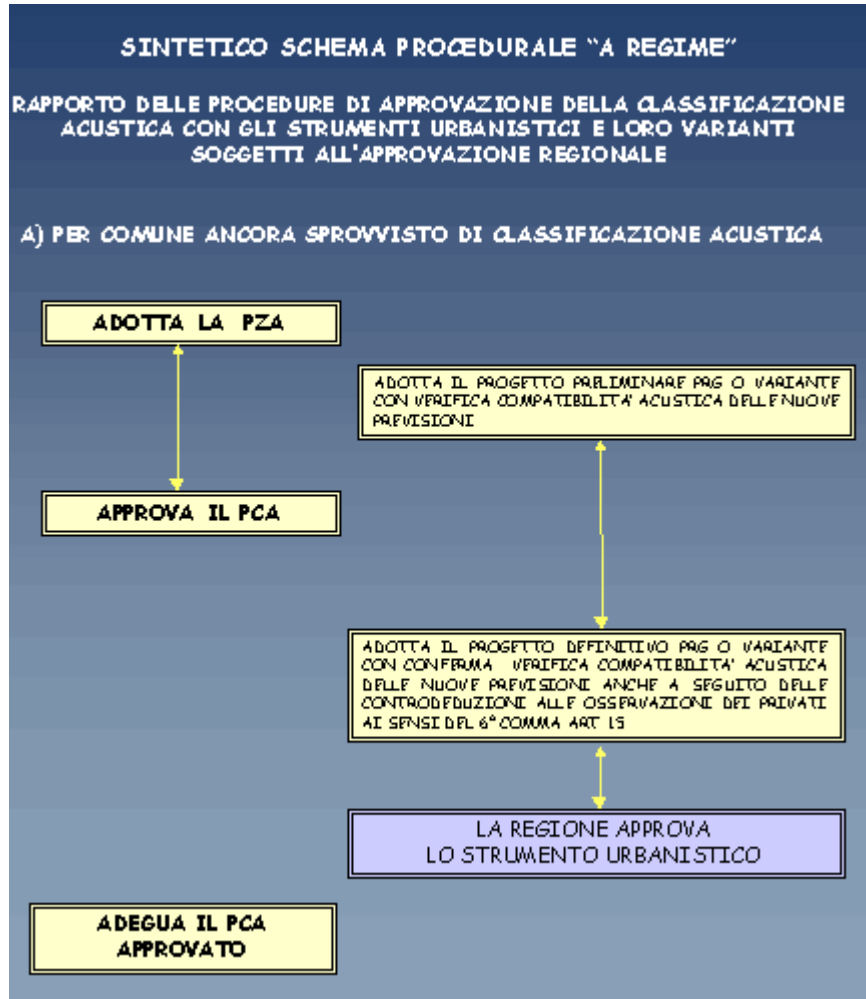 SINTETICO SCHEMA PROCEDURALE “A REGIME”
RAPPORTO DELLE PROCEDURE DI APPROVAZIONE DELLA CLASSIFICAZIONE
ACUSTICA CON GLI STRUMENTI URBANISTICI E LORO VARIANTI
SOGGETTI ALL'APPROVAZIONE REGIONALE
A) PER COMUNE ANCORA SPROVVISTO DI CLASSIFICAZIONE ACUSTICA
ADOTTA LA PZA
ADOTTA IL PROGETTO PRELIMINARE PRG O VARIANTE
CON VERIFICA COMPATIBILITA' ACUSTICA DELLE NUOVE
PREVISIONI
APPROVA IL PCA
ADOTTA IL PROGETTO DEFINITIVO PRG O VARIANTE
CON CONFERMA VERIFICA COMPATIBILITA' ACUSTICA
DELLE NUOVE PREVISIONI ANCHE A SEGUITO DELLE
CONTRODEDUZIONI ALLE OSSERVAZIONI DEI PRIVATI
AI SENSI DEL 6° COMMA ART 15
LA REGIONE APPROVA
LO STRUMENTO URBANISTICO
ADEGUA IL PCA
APPROVATO